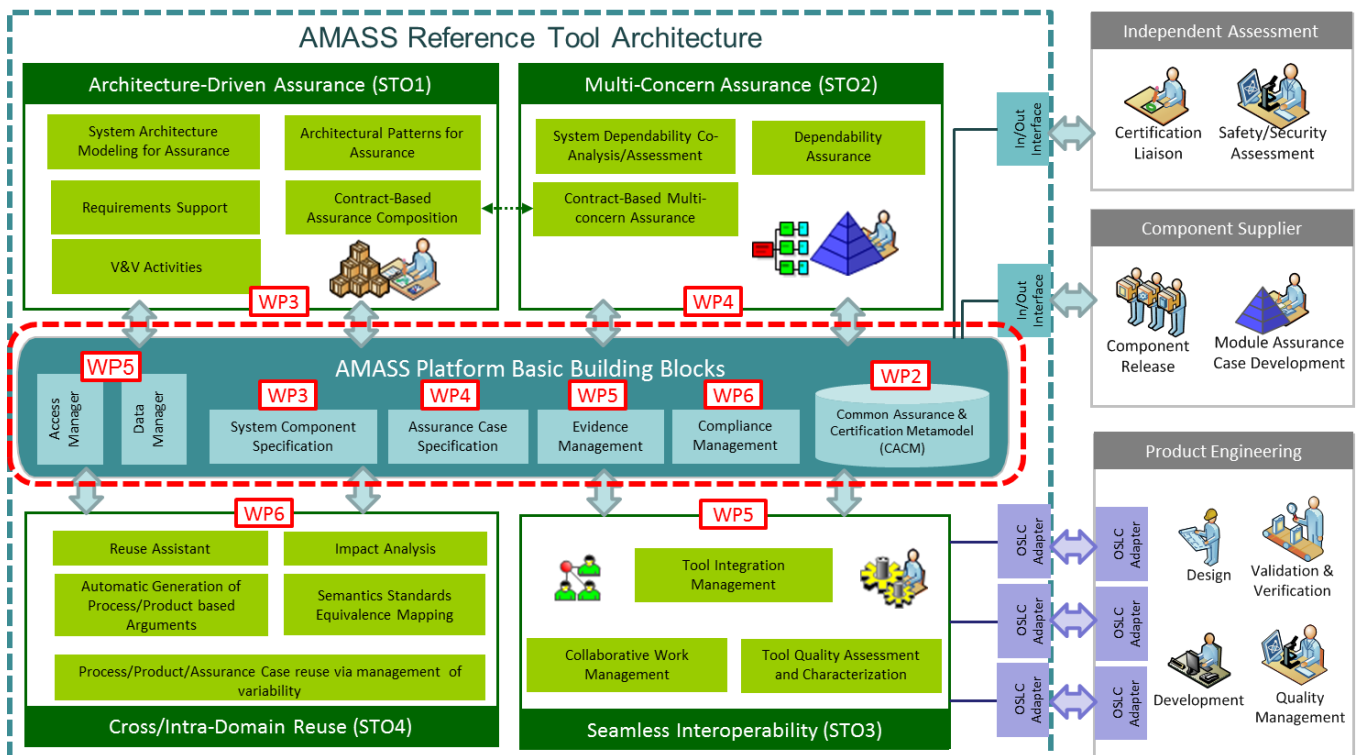 AMASS Reference Tool Architecture
Architecture-Driven Assurance (STO1)
System Architecture
Modeling for Assurance
Architectural Patterns for
Assurance
Requirements Support
Contract-Based
Assurance Composition
V&V Activities
WP3
Multi-Concern Assurance (STO2)
System Dependability Co-
Analysis/Assessment
Dependability
Assurance
Contract-Based Multi-
concern Assurance
WP4
In/Out
Interface
In/Out
Interface
Independent Assessment
Certification
Liaison
Safety/Security
Assessment
Component Supplier
Component
Release
Module Assurance
Case Development
AMASS Platform Basic Building Blocks
WP5
Access
Manager
Data
Manager
WP3
System Component
Specification
WP4
Assurance Case
Specification
WP5
Evidence
Management
WP6
Compliance
Management
WP2
Common Assurance &
Certification Metamodel
(CACM)
WP6
Reuse Assistant
Impact Analysis
Automatic Generation of
Process/Product based
Arguments
Semantics Standards
Equivalence Mapping
Process/Product/Assurance Case reuse via management of
variability
Cross/Intra-Domain Reuse (STO4)
WP5
Tool Integration
Management
Collaborative Work
Management
Tool Quality Assessment
and Characterization
Seamless Interoperability (STO3)
OSLC
Adapter
OSLC
Adapter
OSLC
Adapter
OSLC
Adapter
OSLC
Adapter
OSLC
Adapter
Product Engineering
Design
Validation &
Verification
Development
Quality
Management